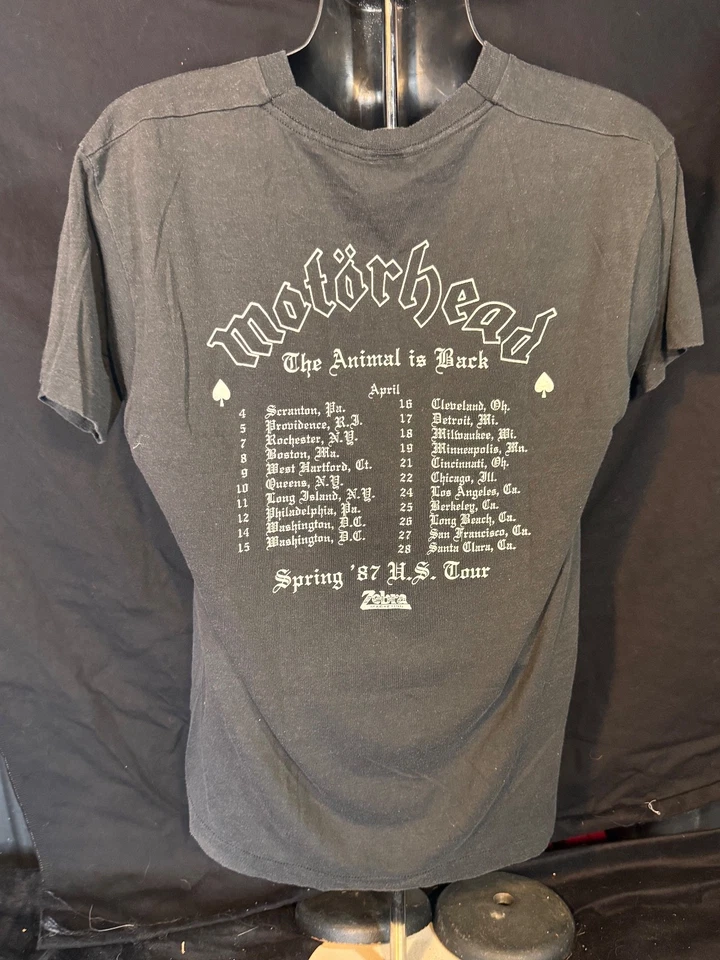 motörhead
The Animal is Back
April
4 Scranton, Pa.
5 Providence, R.I.
7 Rochester, N.Y.
8 Boston, Ma.
9 West Hartford, Ct.
10 Queens, N.Y.
11 Long Island, N.Y.
12 Philadelphia, Pa.
14 Washington, D.C.
15 Washington, D.C.
16 Cleveland, Oh.
17 Detroit, Mi.
18 Milwaukee, Wi.
19 Minneapolis, Mn.
21 Cincinnati, Oh.
22 Chicago, Ill.
24 Los Angeles, Ca.
25 Berkeley, Ca.
26 Long Beach, Ca.
27 San Francisco, Ca.
28 Santa Clara, Ca.
Spring '87 U.S. Tour
Zebra